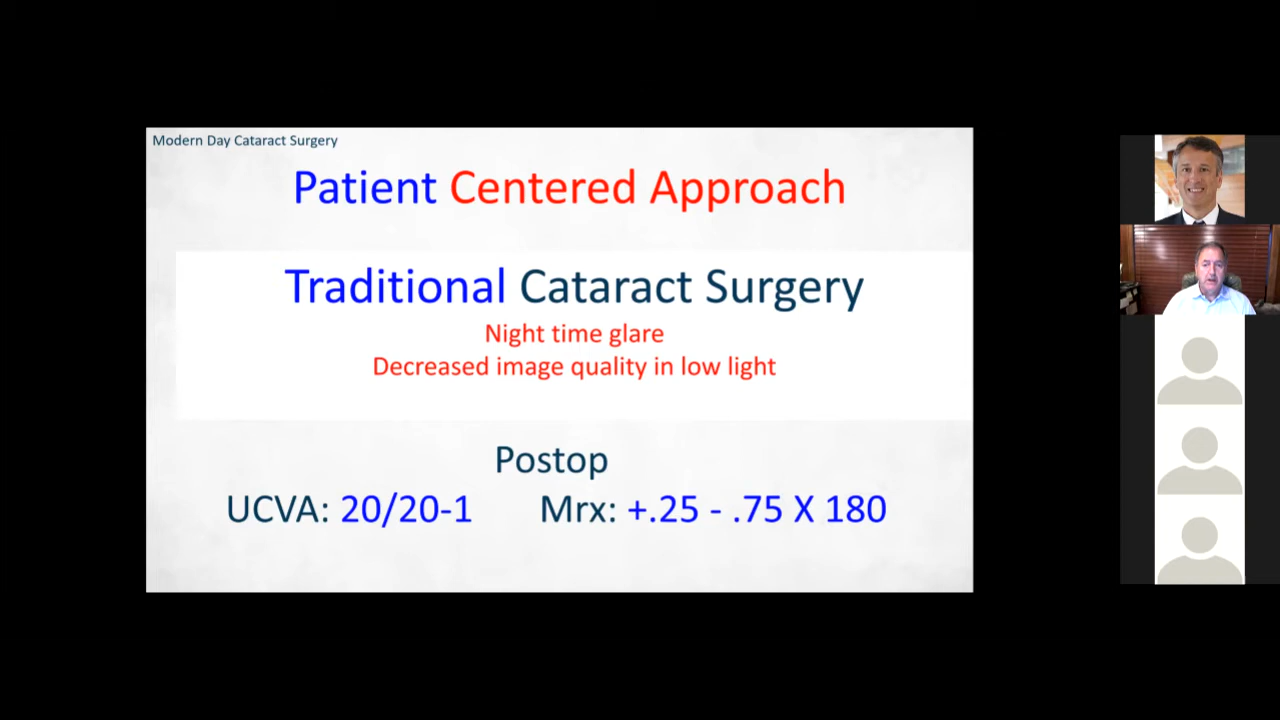 Modern Day Cataract Surgery
Patient Centered Approach
Traditional Cataract Surgery
Night time glare
Decreased image quality in low light
Postop
UCVA: 20/20-1 Mrx: +.25 - .75 X 180